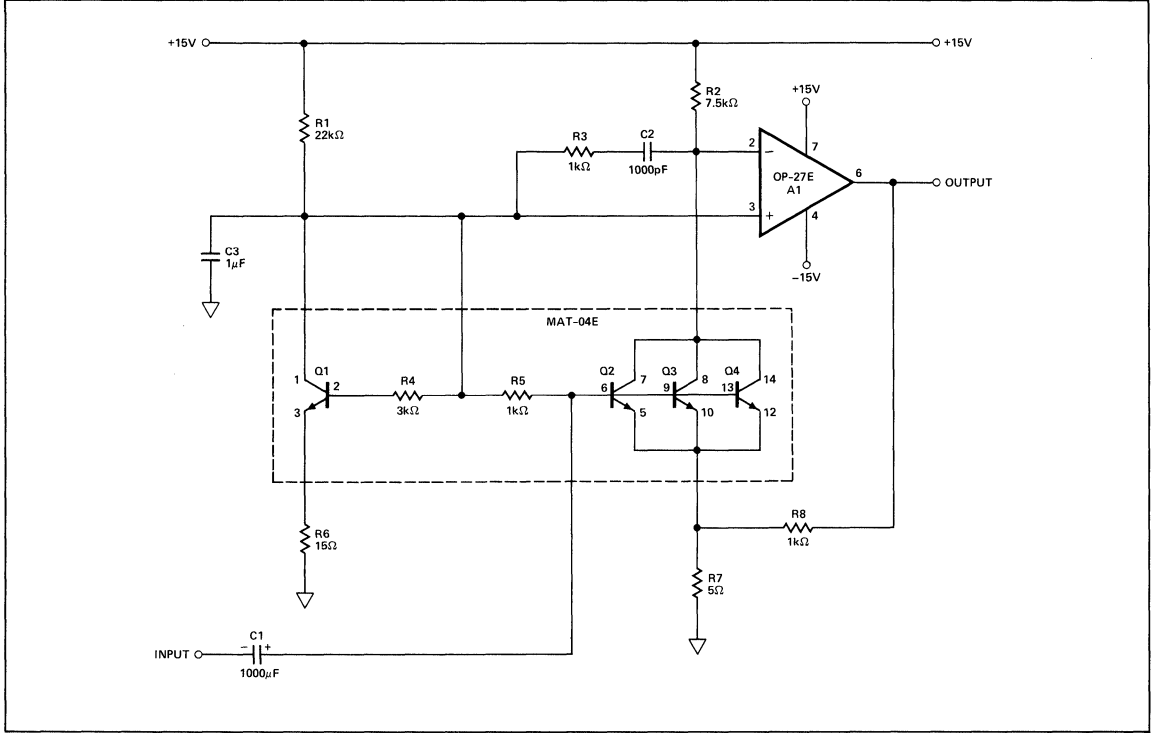 +15V
+15V
R1
22kΩ
R2
7.5kΩ
+15V
7
R3
1kΩ
C2
1000pF
2
−
OP-27E
A1
6
OUTPUT
3
+
4
−15V
C3
1μF
MAT-04E
1
Q1
2
3
R4
3kΩ
R5
1kΩ
Q2
6
7
5
Q3
9
8
10
Q4
13
14
12
R6
15Ω
R8
1kΩ
R7
5Ω
INPUT
C1
− +
1000μF